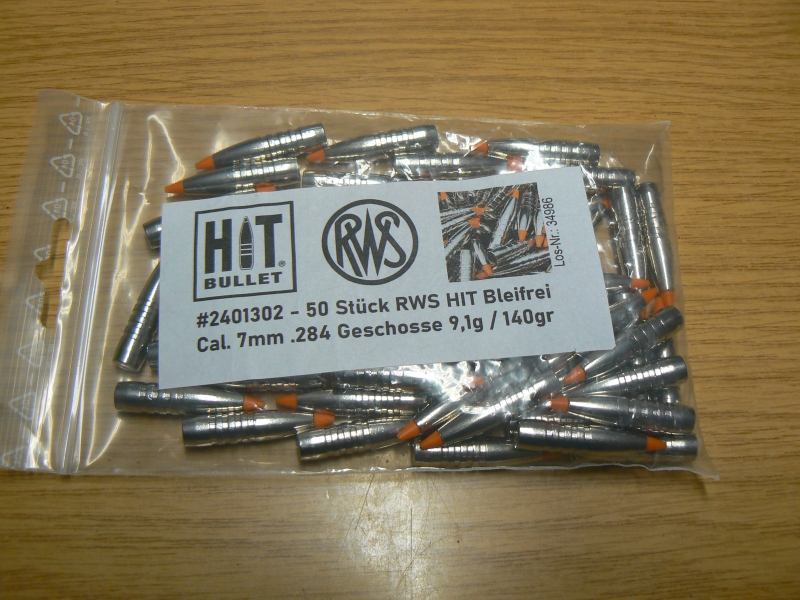 HIT®
BULLET
RWS
Los-Nr.: 34986
#2401302 - 50 Stück RWS HIT Bleifrei
Cal. 7mm .284 Geschosse 9,1g / 140gr